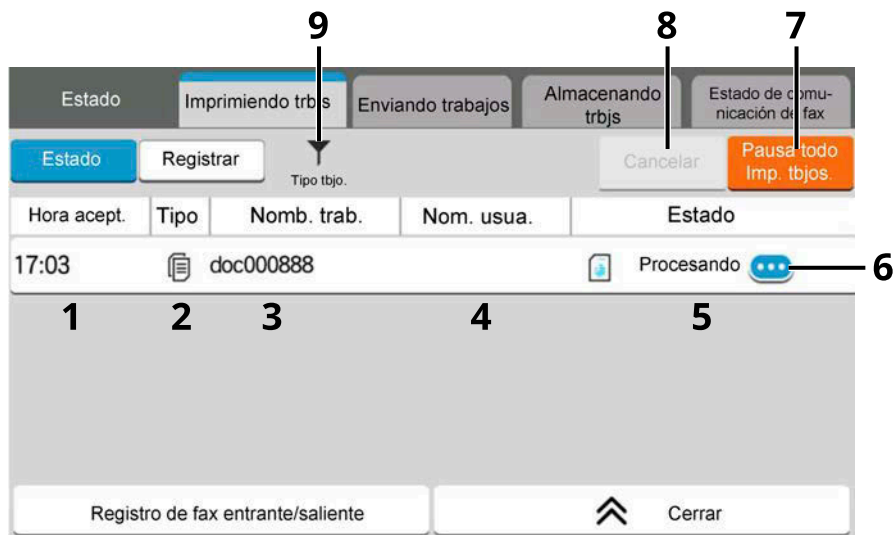 9 8 7
Estado Imprimiendo trbjs Enviando trabajos Almacenando trbjs Estado de comu-nicación de fax
Estado Registrar Tipo tbjo. Cancelar Pausa todo Imp. tbjos.
Hora acept. Tipo Nomb. trab. Nom. usua. Estado
17:03 doc000888 Procesando 6
1 2 3 4 5
Registro de fax entrante/saliente Cerrar